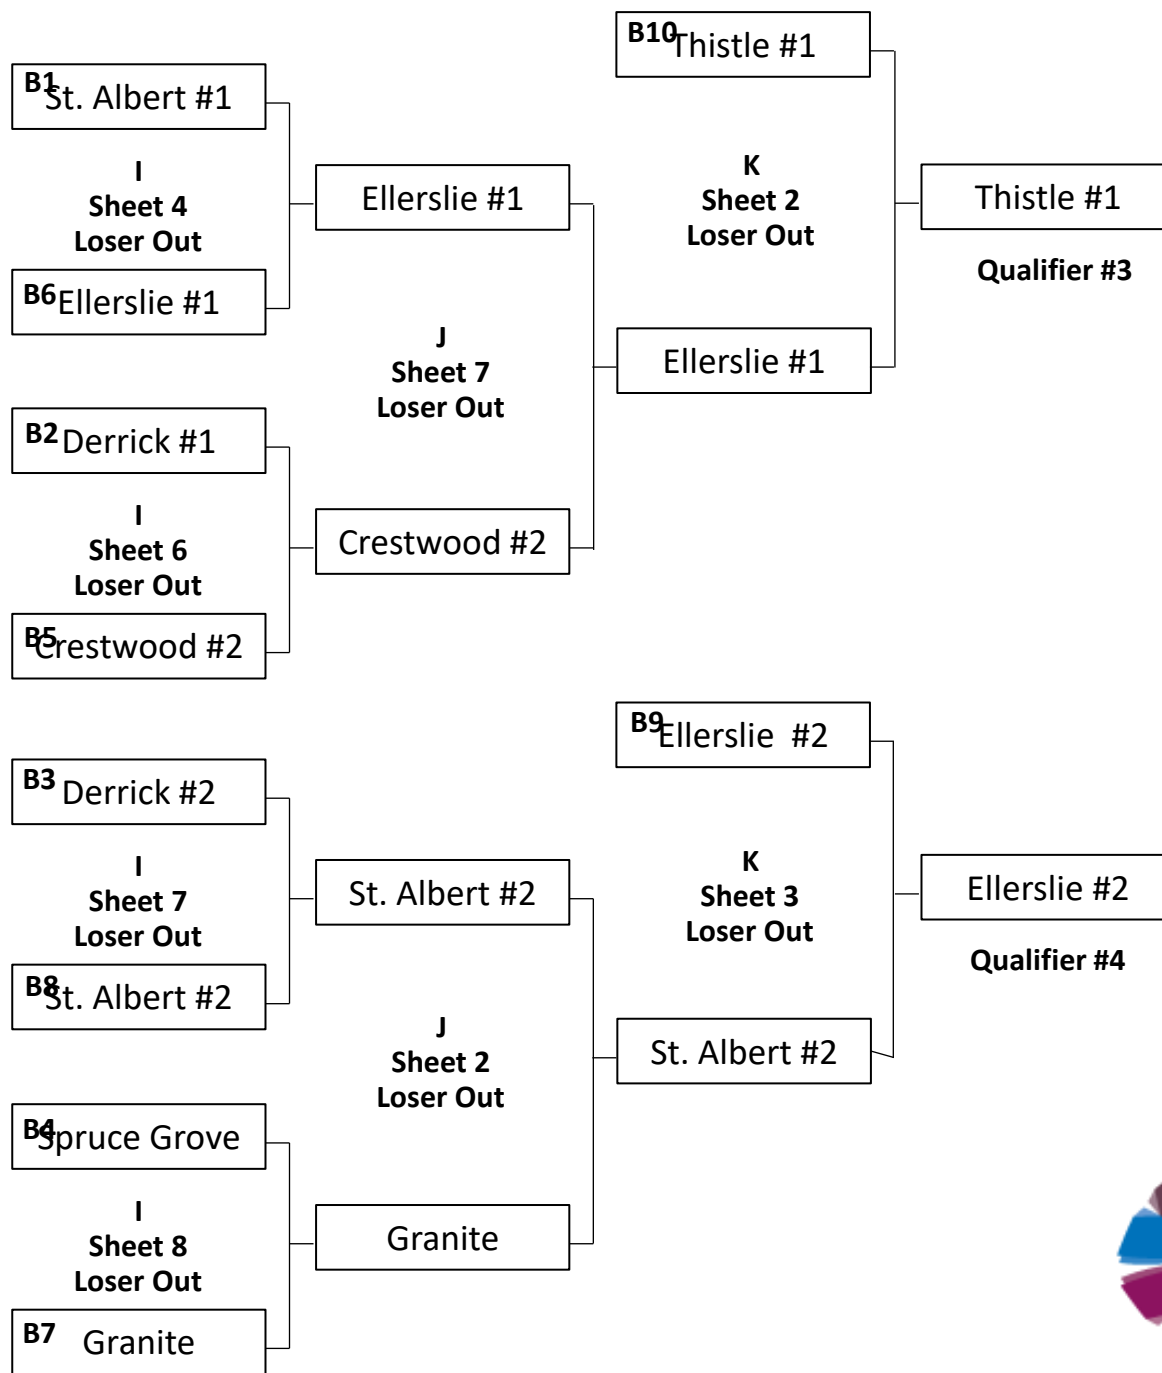 B10 Thistle #1
B1 St. Albert #1
I
Sheet 4
Loser Out
B6 Ellerslie #1
Ellerslie #1
K
Sheet 2
Loser Out
Thistle #1
Qualifier #3
J
Sheet 7
Loser Out
Ellerslie #1
B2 Derrick #1
I
Sheet 6
Loser Out
B5 Crestwood #2
Crestwood #2
B9 Ellerslie #2
B3 Derrick #2
I
Sheet 7
Loser Out
B8 St. Albert #2
St. Albert #2
K
Sheet 3
Loser Out
Ellerslie #2
Qualifier #4
J
Sheet 2
Loser Out
St. Albert #2
B4 Spruce Grove
I
Sheet 8
Loser Out
B7 Granite
Granite